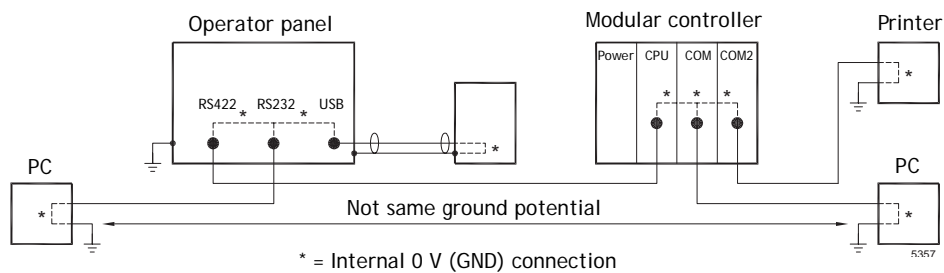 Operator panel
Modular controller
Printer
Power CPU COM COM2
* * *
*
RS422 RS232 USB
* *
*
PC
*
Not same ground potential
PC
*
5357
* = Internal 0 V (GND) connection